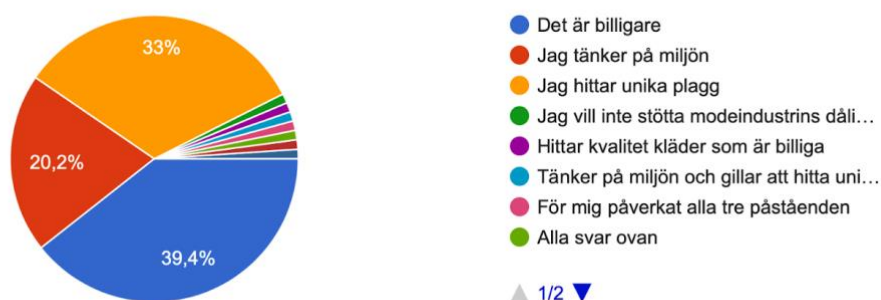 33%
20,2%
39,4%
Det är billigare
Jag tänker på miljön
Jag hittar unika plagg
Jag vill inte stötta modeindustrins dåli…
Hittar kvalitet kläder som är billiga
Tänker på miljön och gillar att hitta uni…
För mig påverkat alla tre påståenden
Alla svar ovan
1/2